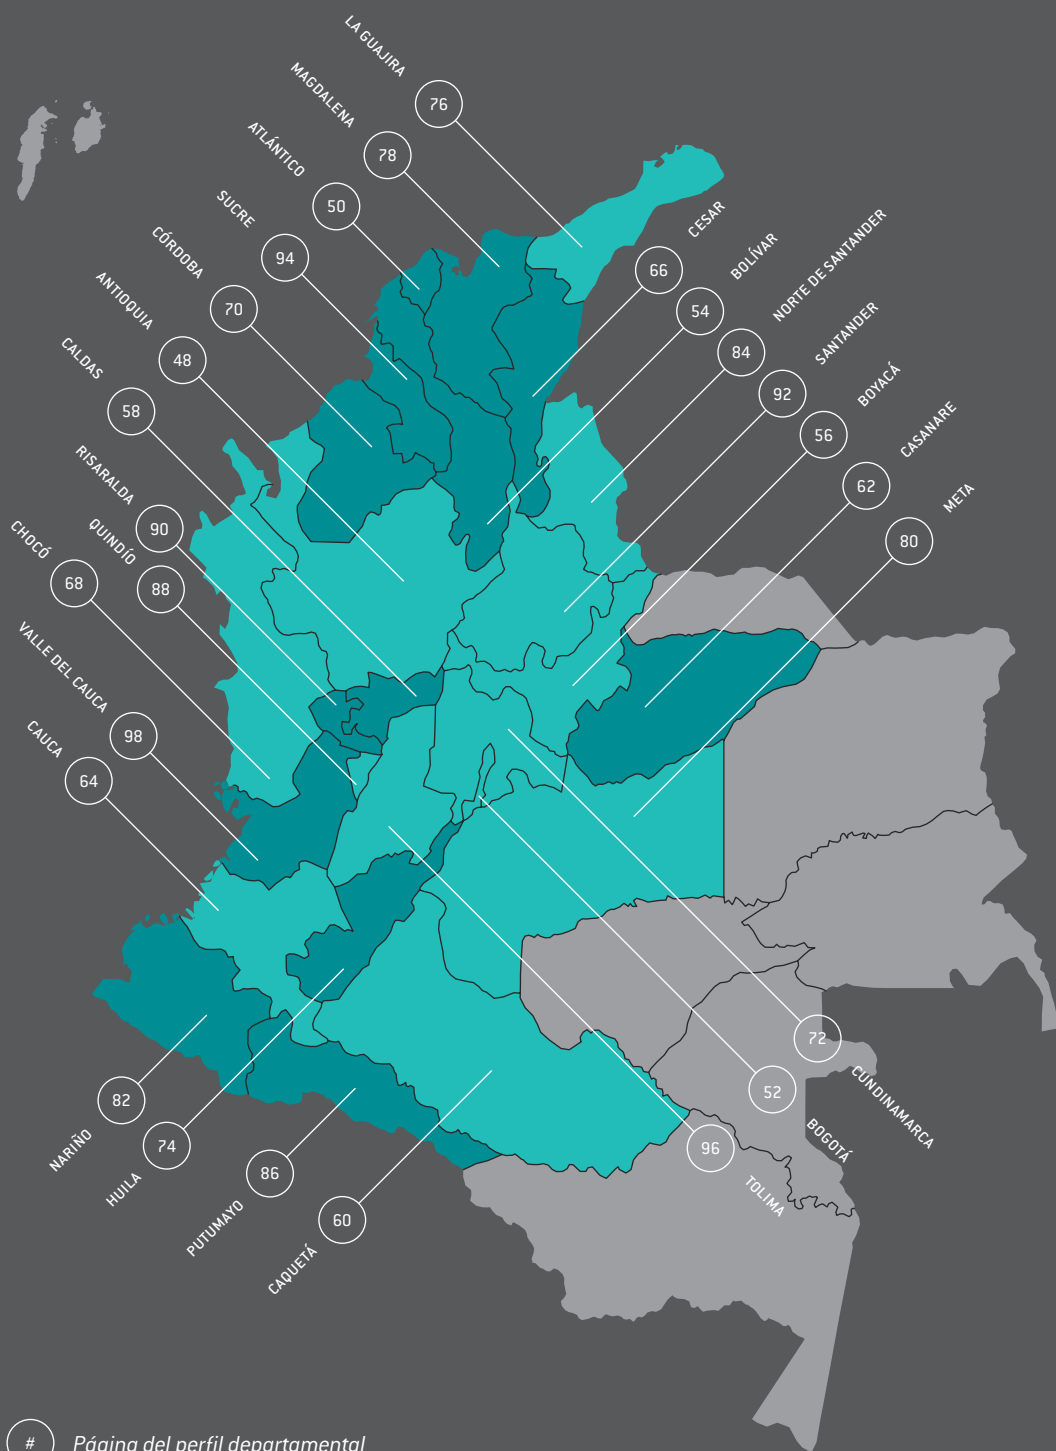 LA GUAJIRA
76
MAGDALENA
78
ATLÁNTICO
50
SUCRE
94
CÓRDOBA
70
ANTIOQUIA
48
CALDAS
58
RISARALDA
90
QUINDÍO
88
CHOCÓ
68
VALLE DEL CAUCA
98
CAUCA
64
CESAR
66
BOLÍVAR
54
NORTE DE SANTANDER
84
SANTANDER
92
BOYACÁ
56
CASANARE
62
META
80
72
CUNDINAMARCA
52
BOGOTÁ
96
TOLIMA
82
NARIÑO
74
HUILA
86
PUTUMAYO
60
CAQUETÁ
# Página del perfil departamental